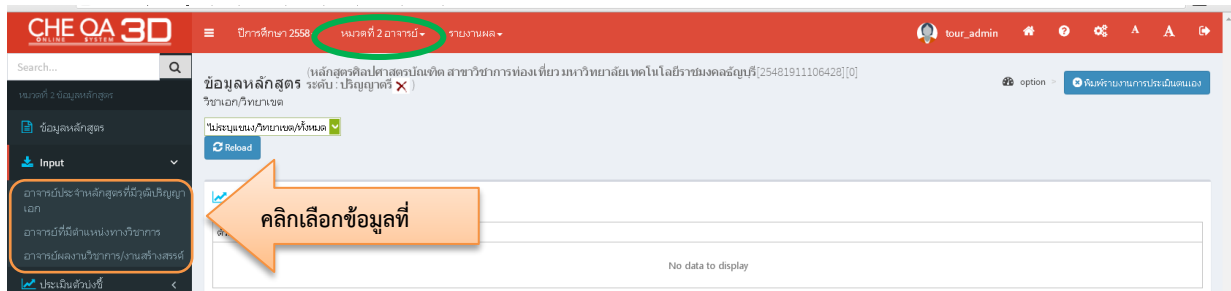 CHE QA 3D
ONLINE SYSTEM
ปีการศึกษา 2558
หมวดที่ 2 อาจารย์
รายงานผล
tour_admin
A
A
Search...
หมวดที่ 2 ข้อมูลหลักสูตร
ข้อมูลหลักสูตร
Input
อาจารย์ประจำหลักสูตรที่มีวุฒิปริญญา
เอก
อาจารย์ที่มีตำแหน่งทางวิชาการ
อาจารย์ผลงานวิชาการ/งานสร้างสรรค์
ประเมินตัวบ่งชี้
ข้อมูลหลักสูตร
(หลักสูตรศิลปศาสตรบัณฑิต สาขาวิชาการท่องเที่ยว มหาวิทยาลัยเทคโนโลยีราชมงคลธัญบุรี[25481911106428][0]
ระดับ : ปริญญาตรี )
option
พิมพ์รายงานการประเมินตนเอง
วิชาเอก/วิทยาเขต
ไม่ระบุแขนง/วิทยาเขต/ทั้งหมด
Reload
คลิกเลือกข้อมูลที่
No data to display